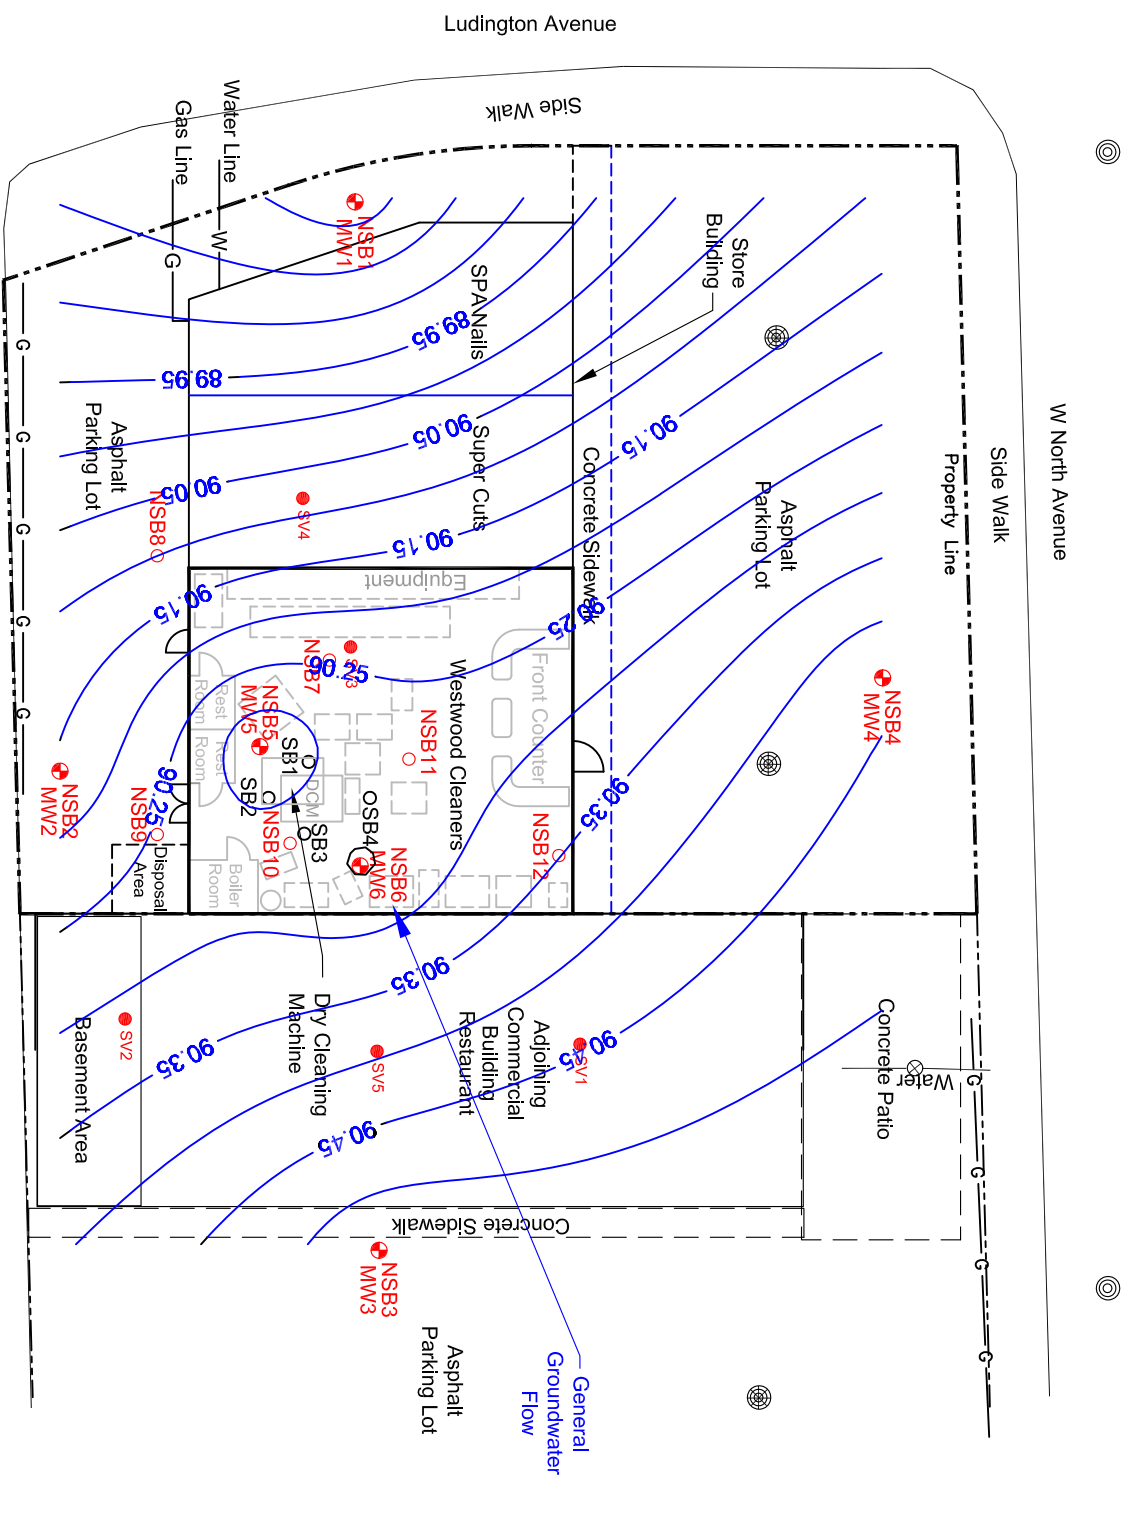 Ludington Avenue
Side Walk
Water Line
Gas Line
W
G
NSB1
MW1
Store
Building
SPA Nails
89.95
89.95
G
W North Avenue
Side Walk
Property Line
Asphalt
Parking Lot
Asphalt
Parking Lot
90.15
90.05
90.05
Super Cuts
Concrete Sidewalk
G
NSB8
SV4
90.15
90.15
G
Equipment
90.25
G
NSB7
SV3
90.25
Rest
Room
Westwood Cleaners
Front Counter
NSB4
MW4
G
NSB5
MW5
NSB11
Rest
Room
SB1
SB2
DCM
90.35
NSB2
MW2
90.25
NSB9
NSB10
SB3
OSB4
NSB12
Disposal
Area
Boiler
Room
NSB6
MW6
90.35
Dry Cleaning
Machine
Adjoining
Commercial
Building
Restaurant
Concrete Patio
Water
G
SV2
90.35
SV5
SV1
90.45
Basement Area
90.45
G
Concrete Sidewalk
G
NSB3
MW3
G
Asphalt
Parking Lot
General
Groundwater
Flow